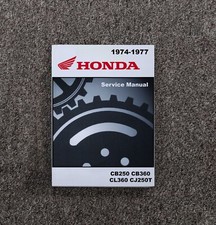 1974-1977
HONDA
Service Manual
CB250 CB360
CL360 CJ250T